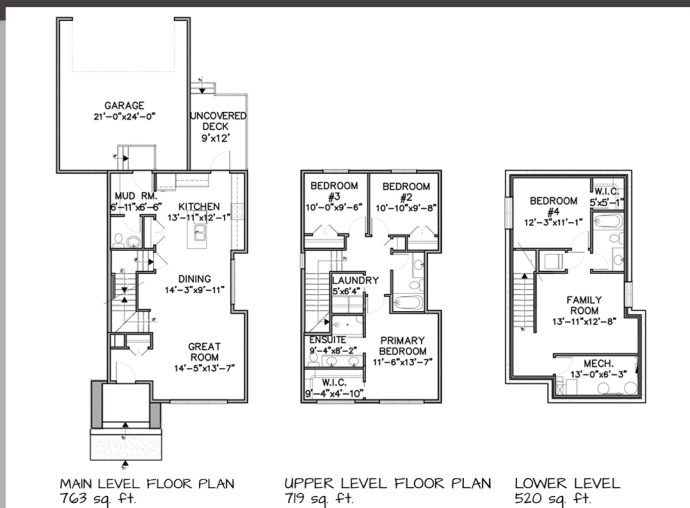 GARAGE
21'-0"x24'-0"
UNCOVERED
DECK
9'x12'
MUD RM.
6'-11"x6'-6"
KITCHEN
13'-11"x12'-1"
DINING
14'-3"x9'-11"
GREAT
ROOM
14'-5"x13'-7"
MAIN LEVEL FLOOR PLAN
763 sq. ft.
BEDROOM
#3
10'-0"x9'-6"
BEDROOM
#2
10'-10"x9'-8"
LAUNDRY
5'x6'4"
ENSUITE
9'-4"x8'-2"
PRIMARY
BEDROOM
11'-6"x13'-7"
W.I.C.
9'-4"x4'-10"
UPPER LEVEL FLOOR PLAN
719 sq. ft.
W.I.C.
5'x5'-1"
BEDROOM
#4
12'-3"x11'-1"
FAMILY
ROOM
13'-11"x12'-8"
MECH.
13'-0"x6'-3"
LOWER LEVEL
520 sq. ft.